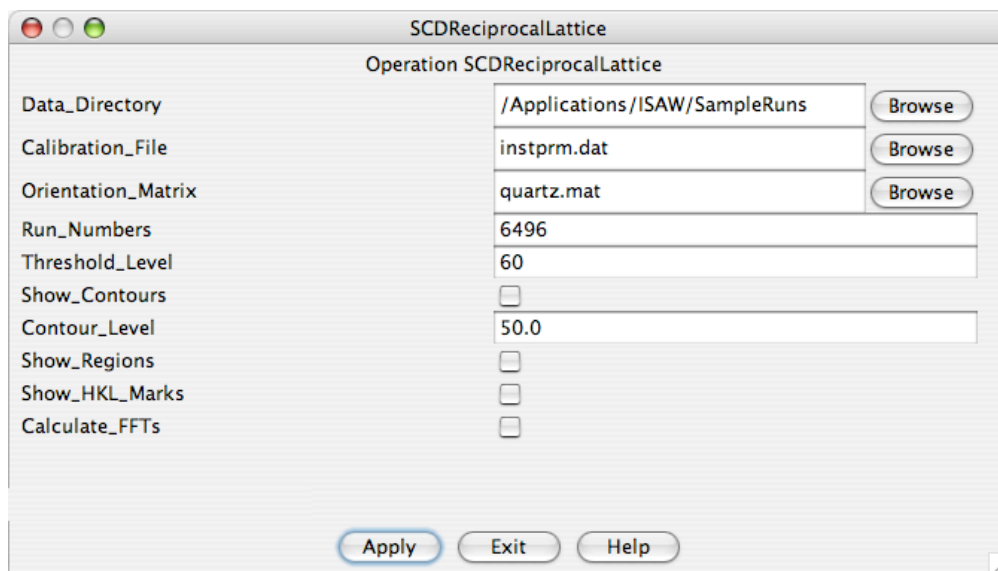 SCDReciprocalLattice
Operation SCDReciprocalLattice
Data_Directory /Applications/ISAW/SampleRuns Browse
Calibration_File instprm.dat Browse
Orientation_Matrix quartz.mat Browse
Run_Numbers 6496
Threshold_Level 60
Show_Contours
Contour_Level 50.0
Show_Regions
Show_HKL_Marks
Calculate_FFTs
Apply Exit Help